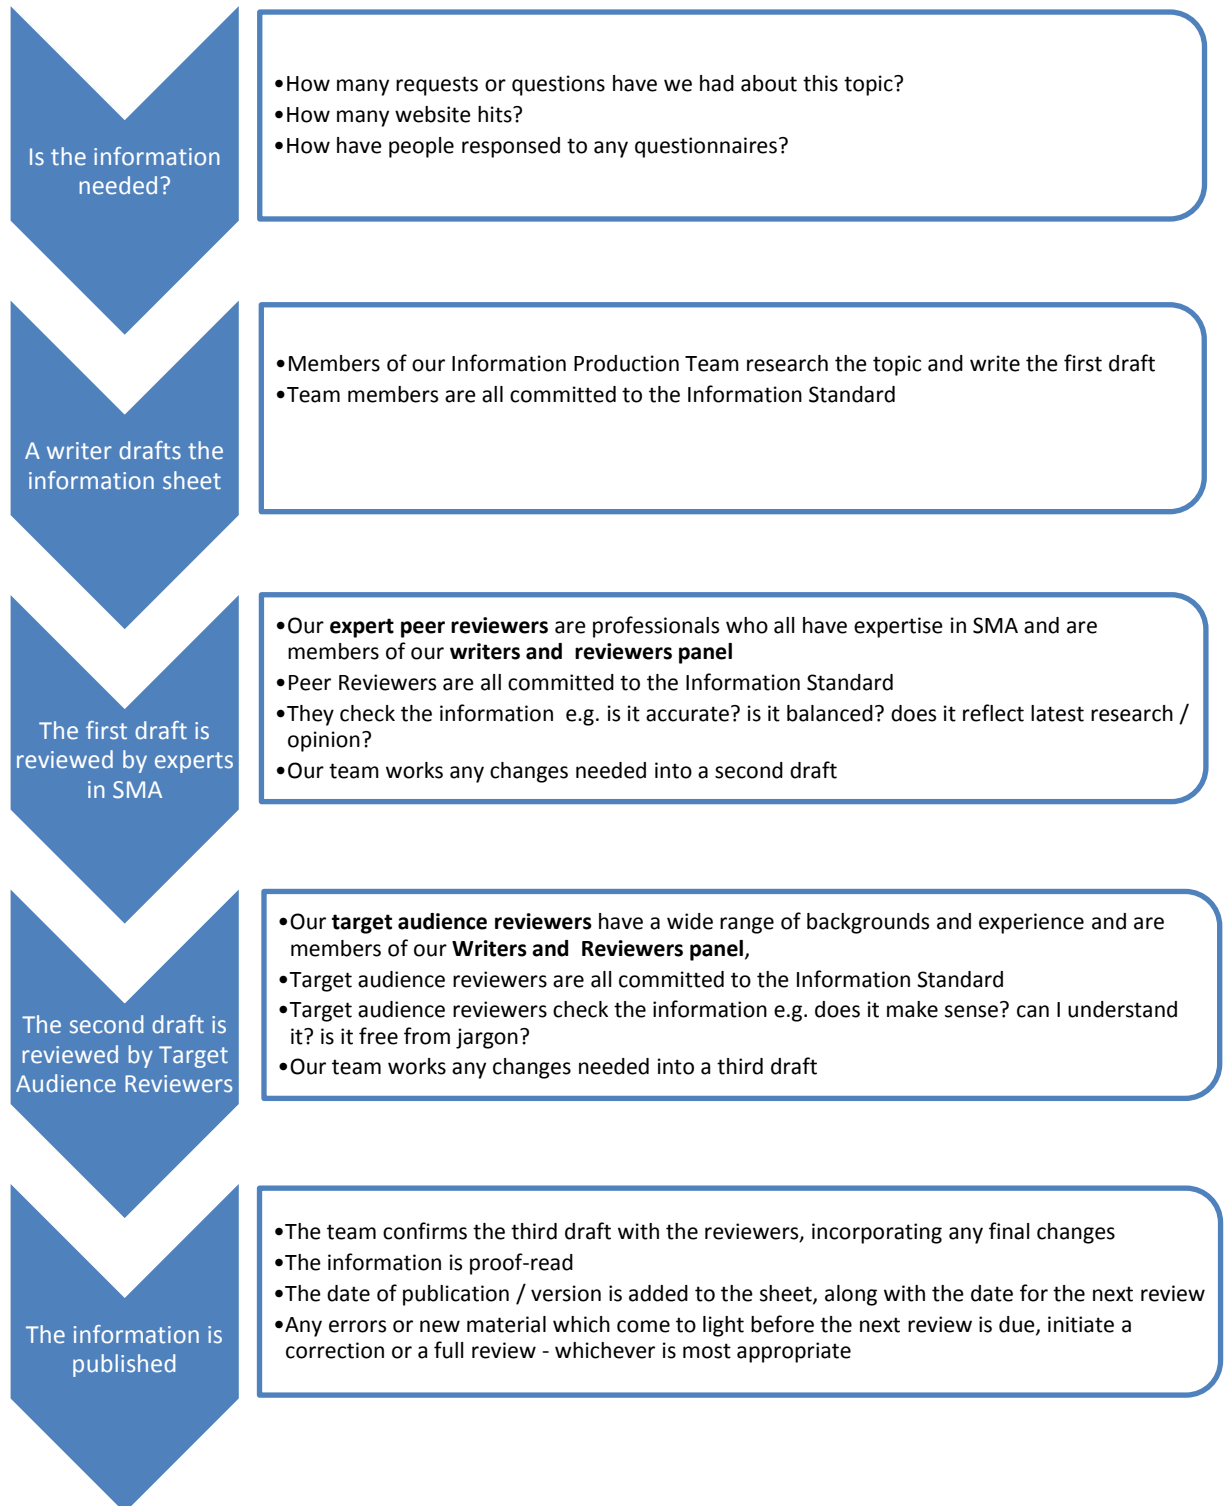 Is the information
needed?
•How many requests or questions have we had about this topic?
•How many website hits?
•How have people responsed to any questionnaires?
A writer drafts the
information sheet
•Members of our Information Production Team research the topic and write the first draft
•Team members are all committed to the Information Standard
The first draft is
reviewed by experts
in SMA
•Our expert peer reviewers are professionals who all have expertise in SMA and are
members of our writers and  reviewers panel
•Peer Reviewers are all committed to the Information Standard
•They check the information  e.g. is it accurate? is it balanced? does it reflect latest research /
opinion?
•Our team works any changes needed into a second draft
The second draft is
reviewed by Target
Audience Reviewers
•Our target audience reviewers have a wide range of backgrounds and experience and are
members of our Writers and  Reviewers panel,
•Target audience reviewers are all committed to the Information Standard
•Target audience reviewers check the information e.g. does it make sense? can I understand
it? is it free from jargon?
•Our team works any changes needed into a third draft
The information is
published
•The team confirms the third draft with the reviewers, incorporating any final changes
•The information is proof-read
•The date of publication / version is added to the sheet, along with the date for the next review
•Any errors or new material which come to light before the next review is due, initiate a
correction or a full review - whichever is most appropriate